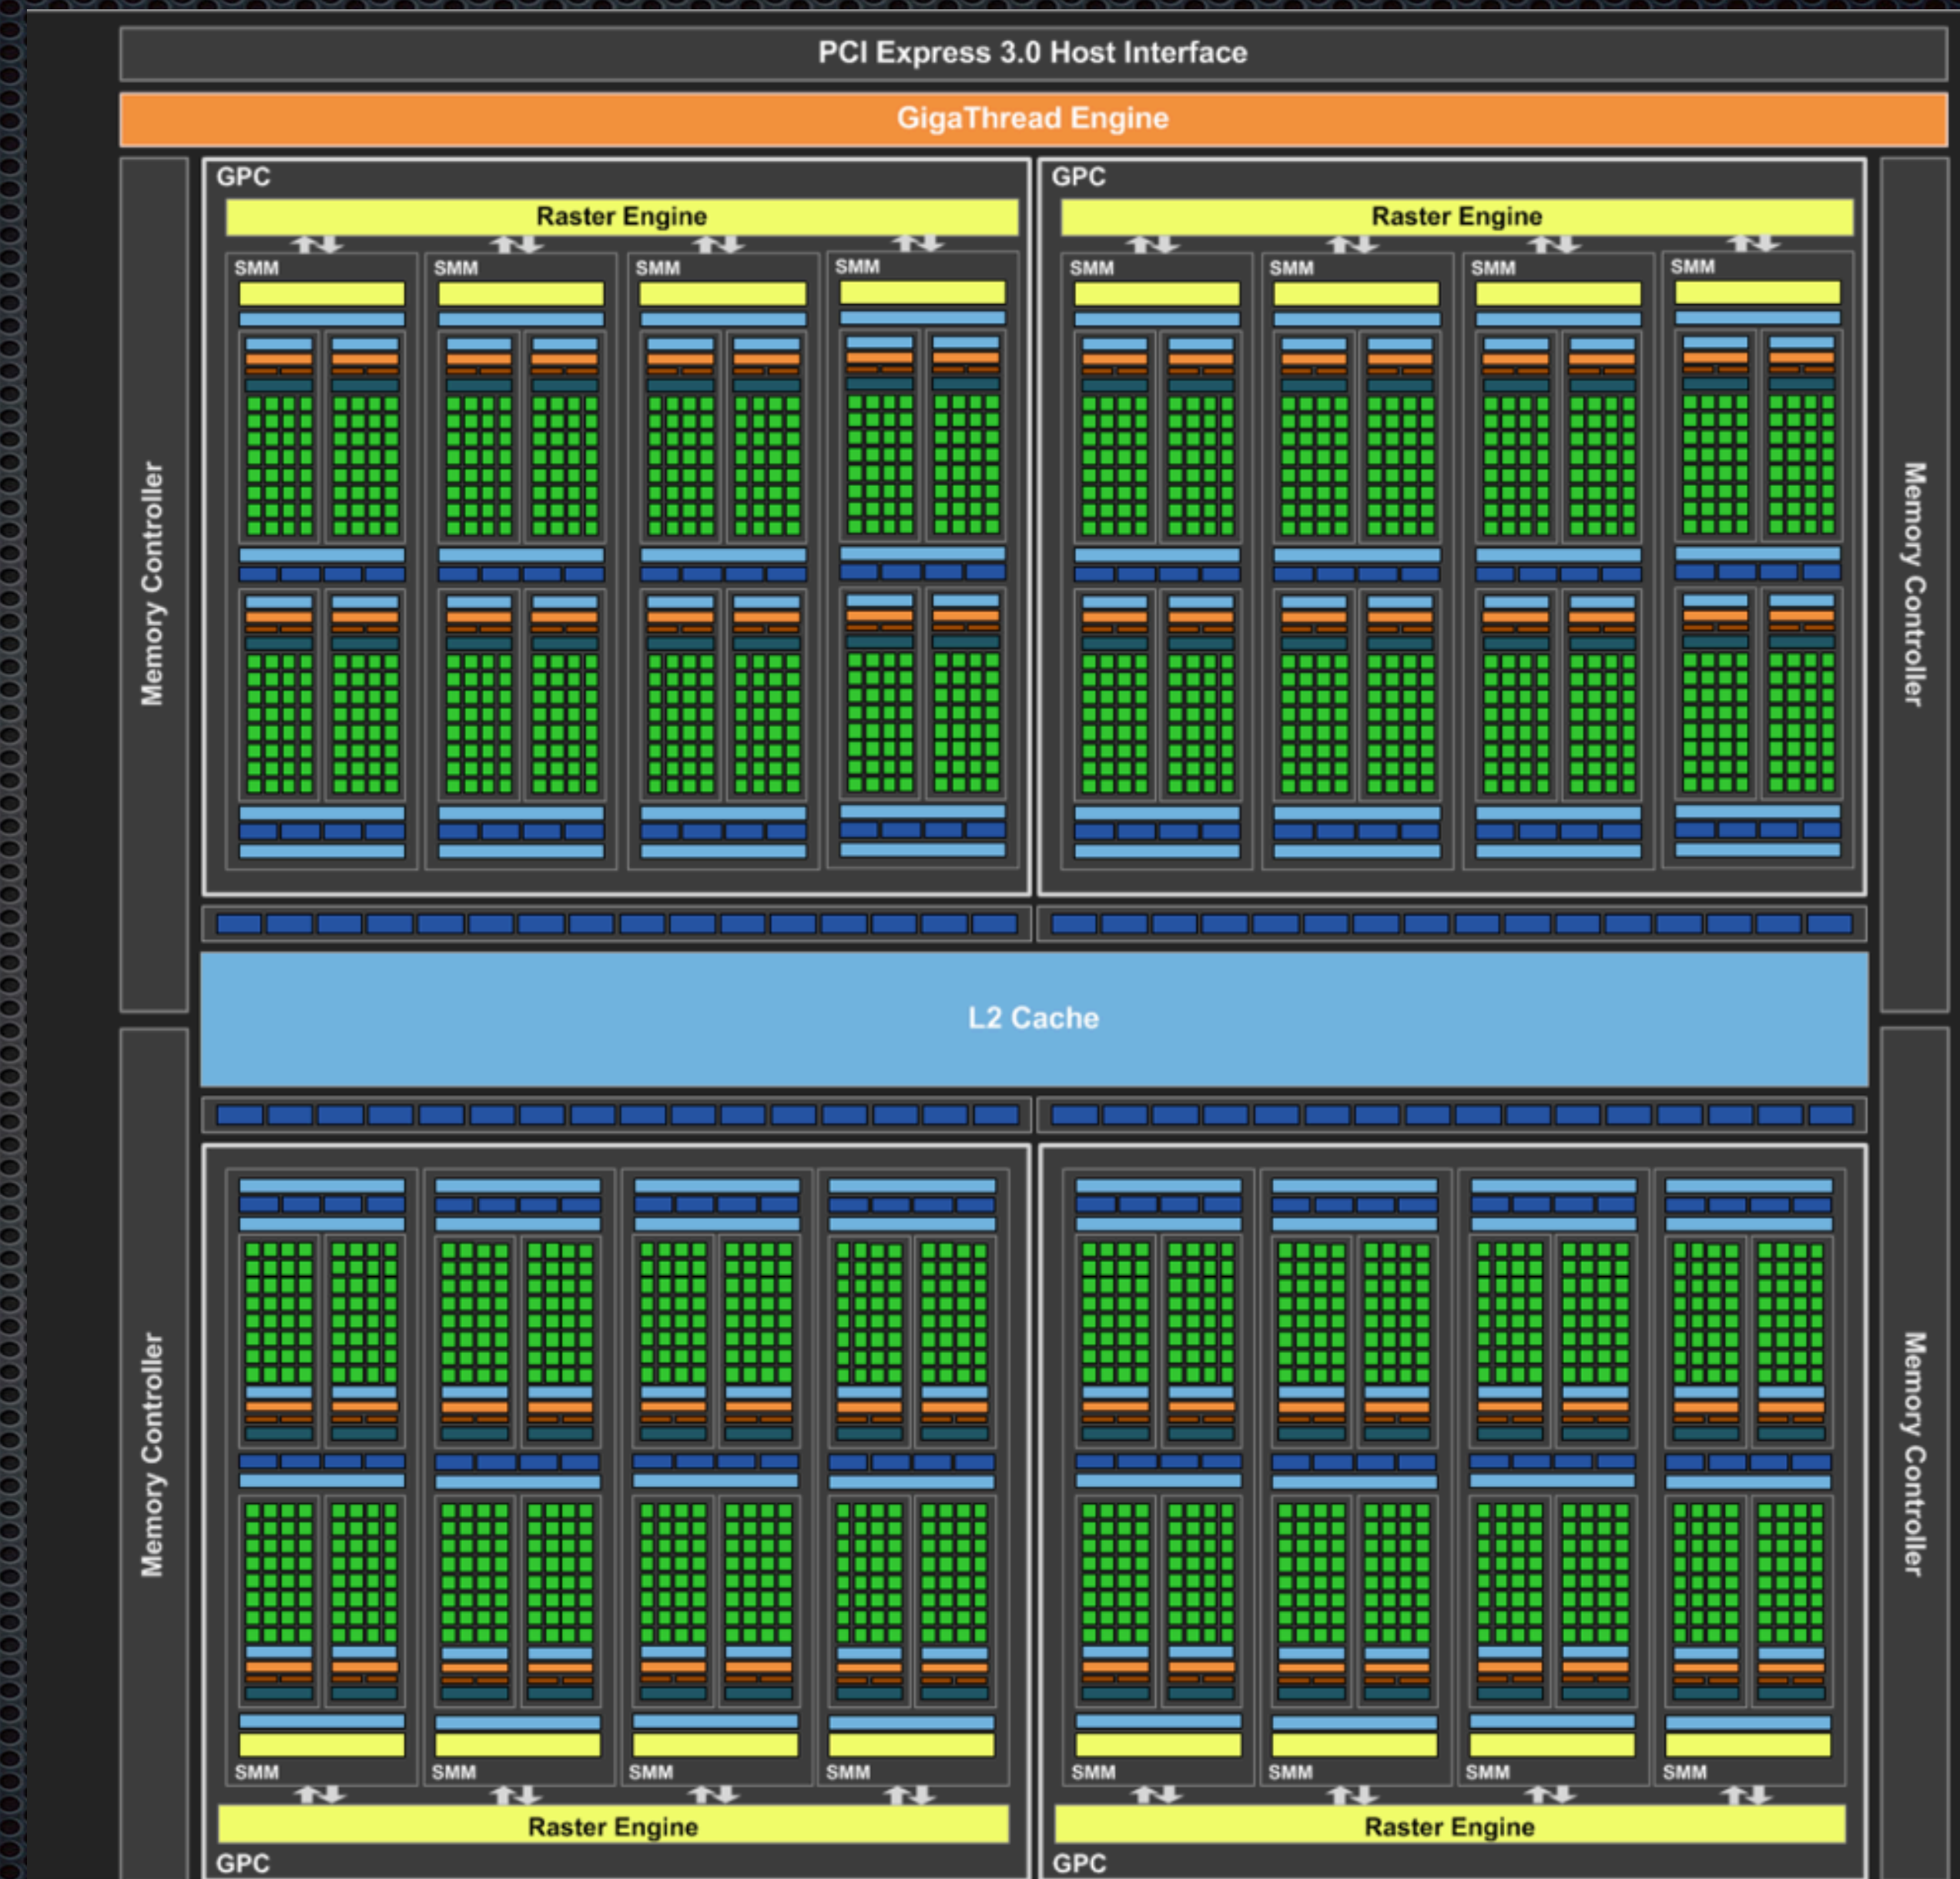 PCI Express 3.0 Host Interface
GigaThread Engine
GPC
Raster Engine
SMM
SMM
SMM
SMM
GPC
Raster Engine
SMM
SMM
SMM
SMM
Memory Controller
Memory Controller
L2 Cache
Memory Controller
Memory Controller
SMM
SMM
SMM
SMM
Raster Engine
GPC
SMM
SMM
SMM
SMM
Raster Engine
GPC